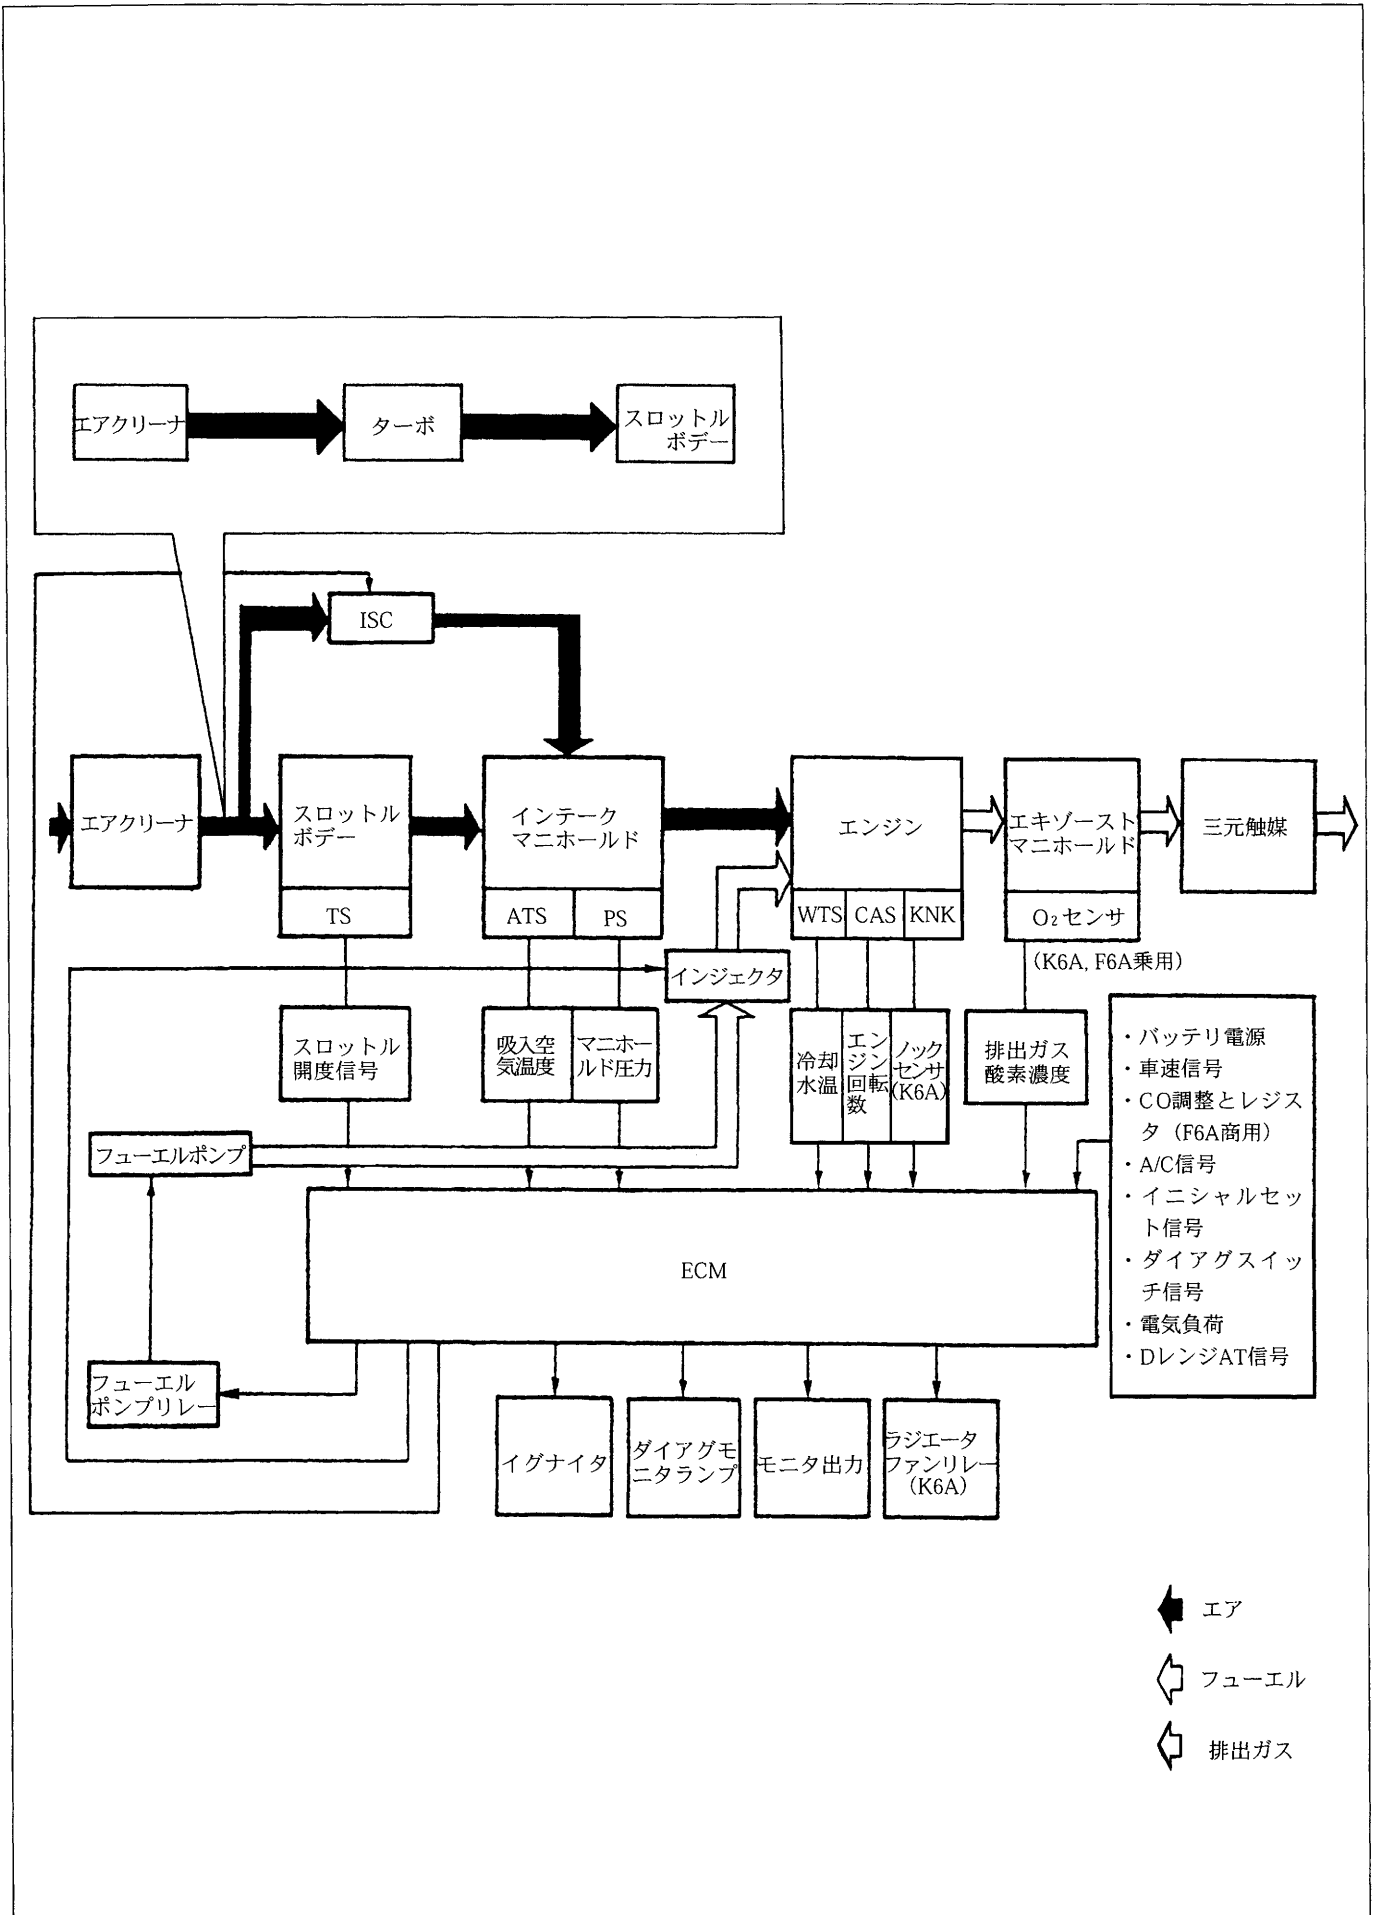 エアクリーナ
ターボ
スロットル
ボデー
ISC
エアクリーナ
スロットル
ボデー
TS
インテーク
マニホールド
ATS
PS
エンジン
WTS
CAS
KNK
エキゾースト
マニホールド
O₂センサ
(K6A, F6A乗用)
三元触媒
インジェクタ
スロットル
開度信号
吸入空
気温度
マニホー
ルド圧力
冷却
水温
エン
ジン
回転
数
ノック
センサ
(K6A)
排出ガス
酸素濃度
・バッテリ電源
・車速信号
・CO調整とレジス
タ（F6A商用）
・A/C信号
・イニシャルセッ
ト信号
・ダイアグスイッ
チ信号
・電気負荷
・DレンジAT信号
フューエルポンプ
ECM
フューエル
ポンプリレー
イグナイタ
ダイアグモ
ニタランプ
モニタ出力
ラジエータ
ファンリレー
（K6A）
エア
フューエル
排出ガス